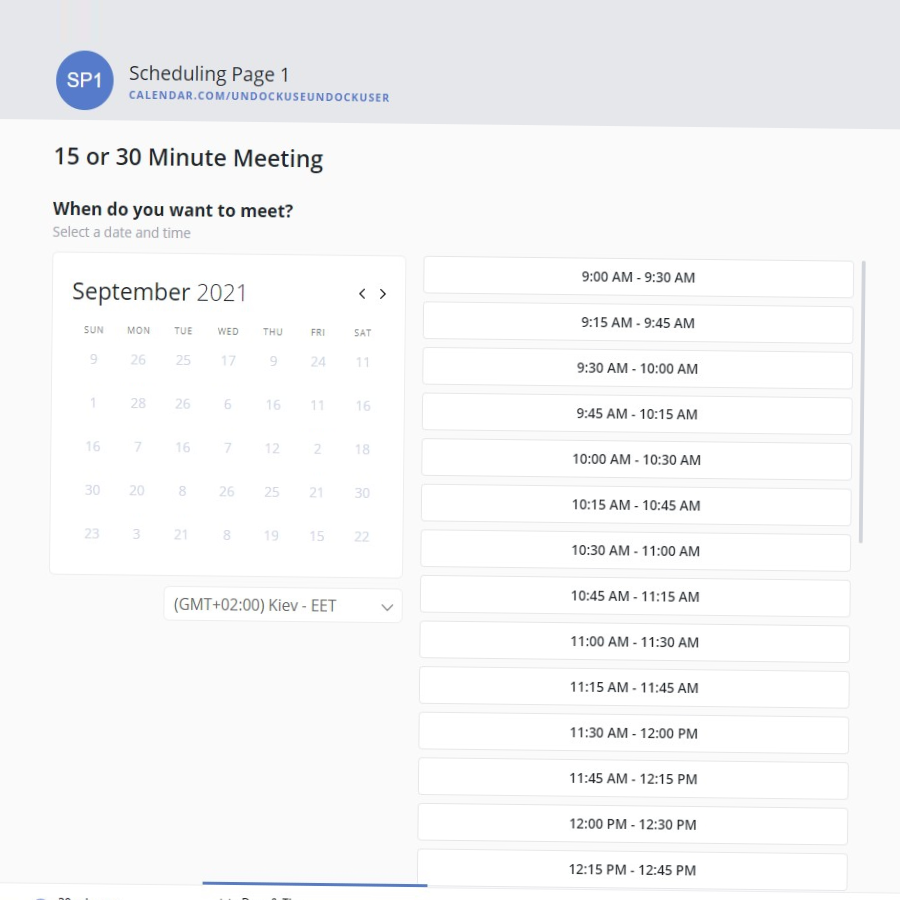 SP1
Scheduling Page 1
CALENDAR.COM/UNDOCKUSEUNDOCKUSER
15 or 30 Minute Meeting
When do you want to meet?
Select a date and time
September 2021
SUN MON TUE WED THU FRI SAT
9 26 25 17 9 24 11
1 28 26 6 16 11 16
16 7 16 7 12 2 18
30 20 8 26 25 21 30
23 3 21 8 19 15 22
(GMT+02:00) Kiev - EET
9:00 AM - 9:30 AM
9:15 AM - 9:45 AM
9:30 AM - 10:00 AM
9:45 AM - 10:15 AM
10:00 AM - 10:30 AM
10:15 AM - 10:45 AM
10:30 AM - 11:00 AM
10:45 AM - 11:15 AM
11:00 AM - 11:30 AM
11:15 AM - 11:45 AM
11:30 AM - 12:00 PM
11:45 AM - 12:15 PM
12:00 PM - 12:30 PM
12:15 PM - 12:45 PM